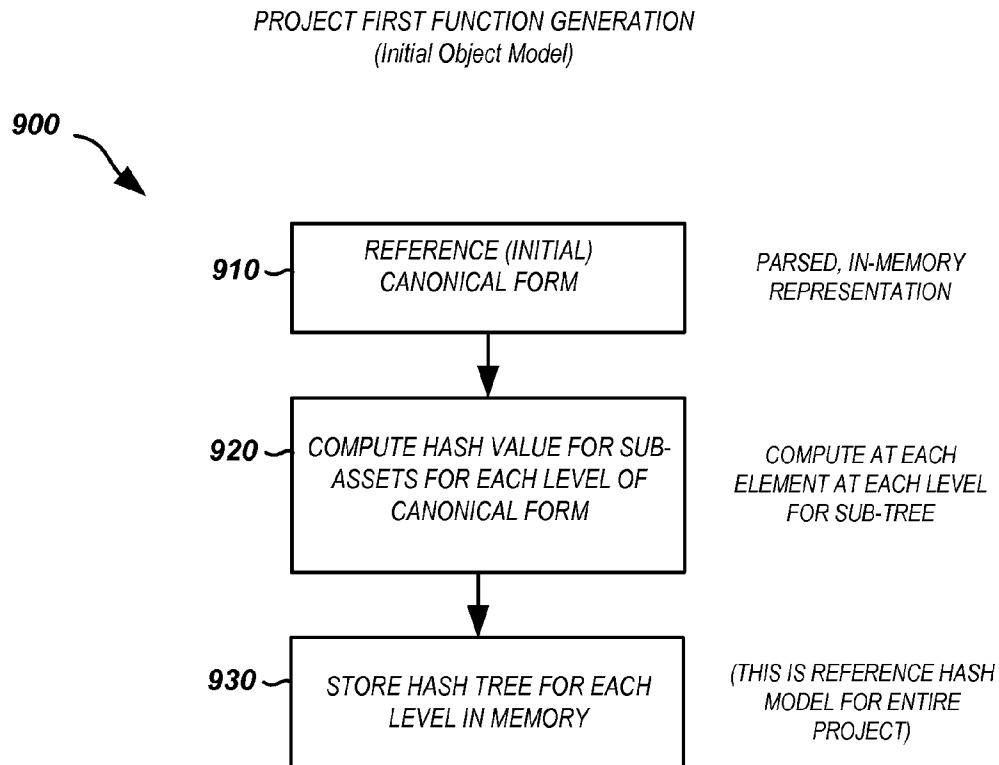 PROJECT FIRST FUNCTION GENERATION
(Initial Object Model)
900
910
REFERENCE (INITIAL)
CANONICAL FORM
PARSED, IN-MEMORY
REPRESENTATION
920
COMPUTE HASH VALUE FOR SUB-
ASSETS FOR EACH LEVEL OF
CANONICAL FORM
COMPUTE AT EACH
ELEMENT AT EACH LEVEL
FOR SUB-TREE
930
STORE HASH TREE FOR EACH
LEVEL IN MEMORY
(THIS IS REFERENCE HASH
MODEL FOR ENTIRE
PROJECT)